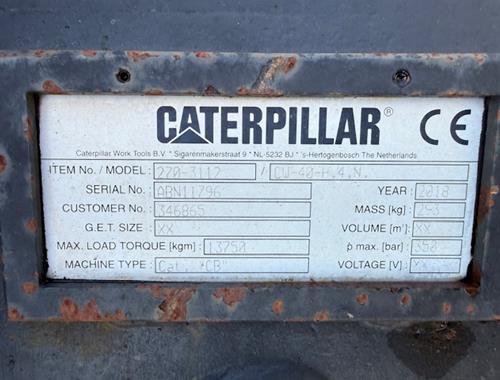 CATERPILLAR® CE
Caterpillar Work Tools B.V. * Sigarenmakerstraat 9 * NL-5232 BJ * 's-Hertogenbosch The Netherlands
ITEM No. / MODEL : 270-3112 / CW-40-H.4.N.
SERIAL No. : ABN11796 YEAR : 2018
CUSTOMER No. : 346865 MASS [kg] : 253
G.E.T. SIZE : XX VOLUME [m³] : XX
MAX. LOAD TORQUE [kgm] : 13750 p max. [bar] : 350
MACHINE TYPE : Cat. "CB" VOLTAGE [V] : XX